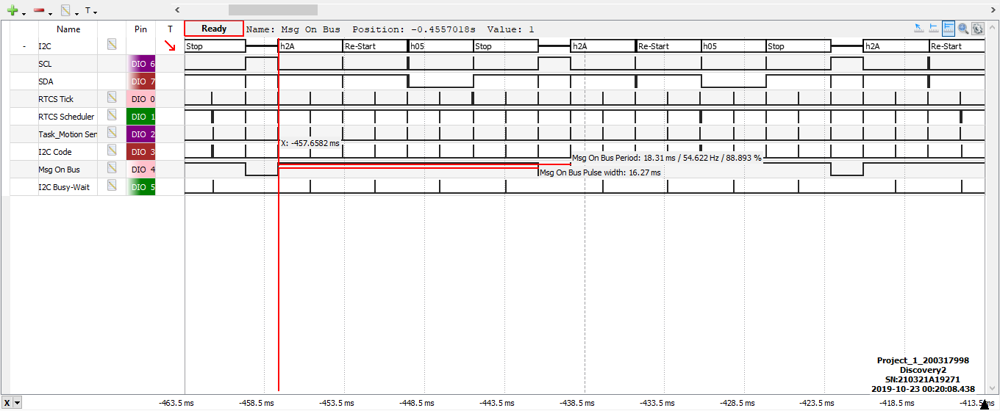 T
X
Name Pin T Ready Name: Msg On Bus Position: -0.4557018s Value: 1
- I2C Stop h2A Re-Start h05 Stop h2A Re-Start h05 Stop h2A Re-Start
SCL DIO 6
SDA DIO 7
RTCS Tick DIO 0
RTCS Scheduler DIO 1
Task_Motion Sen DIO 2
X: -457.6582 ms
I2C Code DIO 3
Msg On Bus Period: 18.31 ms / 54.622 Hz / 88.893 %
Msg On Bus DIO 4
Msg On Bus Pulse width: 16.27 ms
I2C Busy-Wait DIO 5
Project_1_200317998
Discovery2
SN:210321A19271
2019-10-23 00:20:08.438
X -463.5 ms -458.5 ms -453.5 ms -448.5 ms -443.5 ms -438.5 ms -433.5 ms -428.5 ms -423.5 ms -418.5 ms -413.5 ms